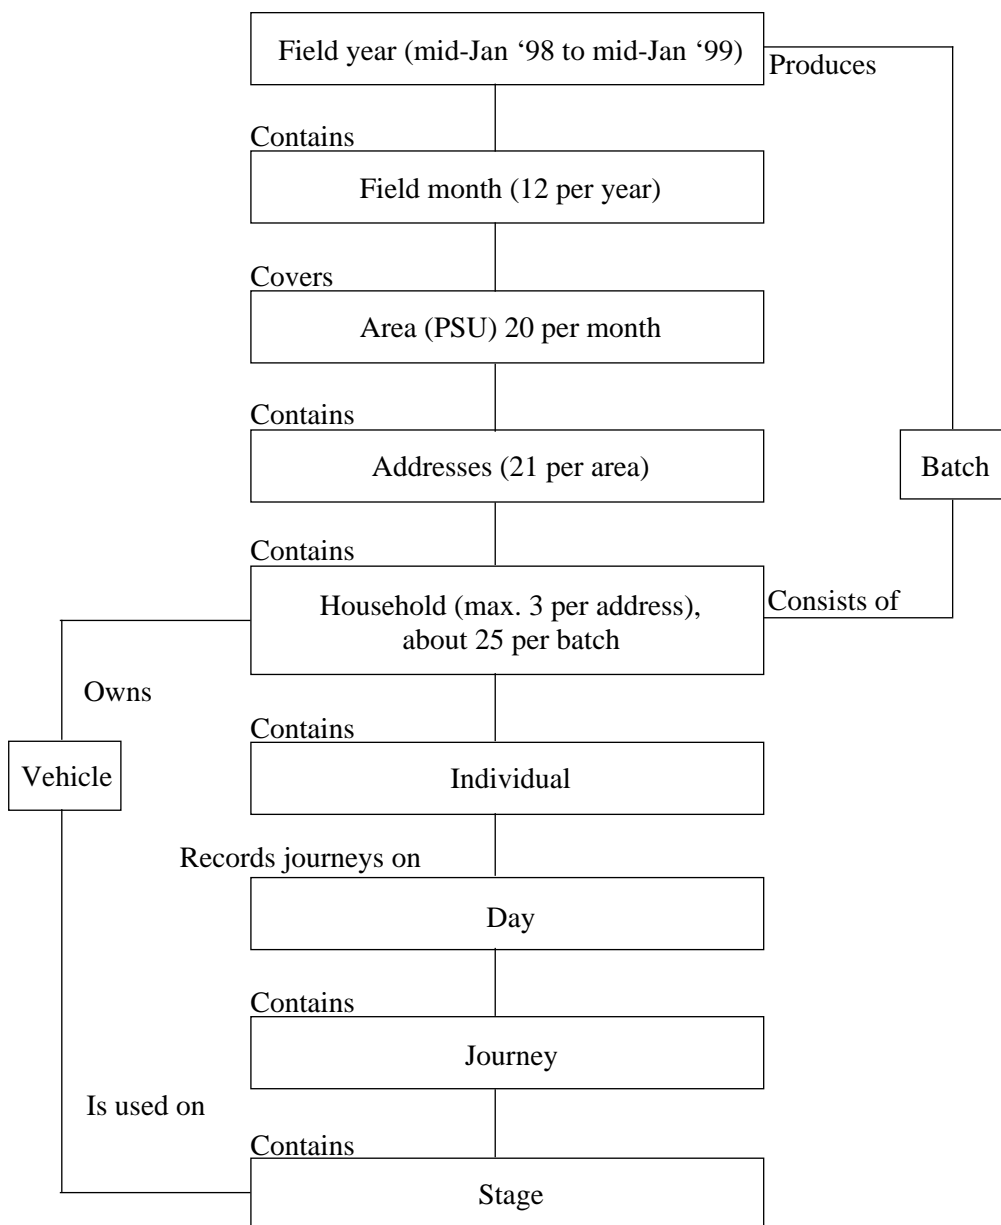 Field year (mid-Jan ‘98 to mid-Jan ‘99)
Produces
Contains
Field month (12 per year)
Covers
Area (PSU) 20 per month
Contains
Addresses (21 per area)
Batch
Contains
Household (max. 3 per address),
about 25 per batch
Consists of
Owns
Contains
Vehicle
Individual
Records journeys on
Day
Contains
Journey
Is used on
Contains
Stage